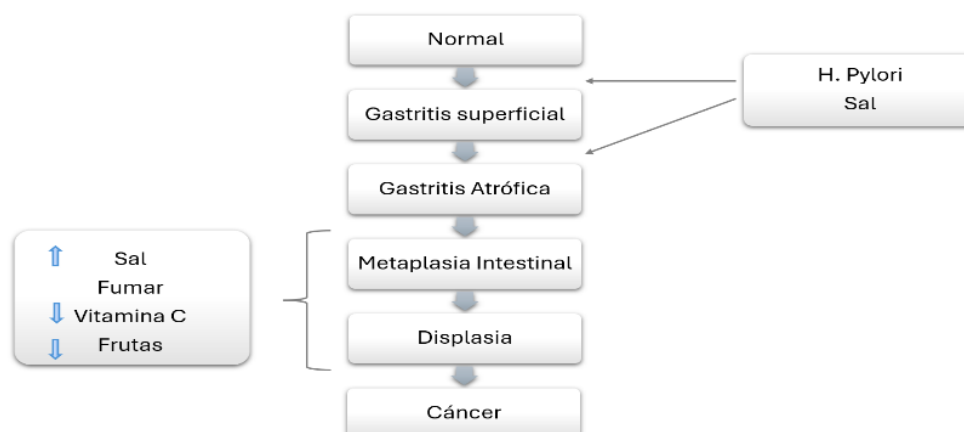 Normal
H. Pylori
Sal
Gastritis superficial
Gastritis Atrófica
Sal
Fumar
Vitamina C
Frutas
Metaplasia Intestinal
Displasia
Cáncer